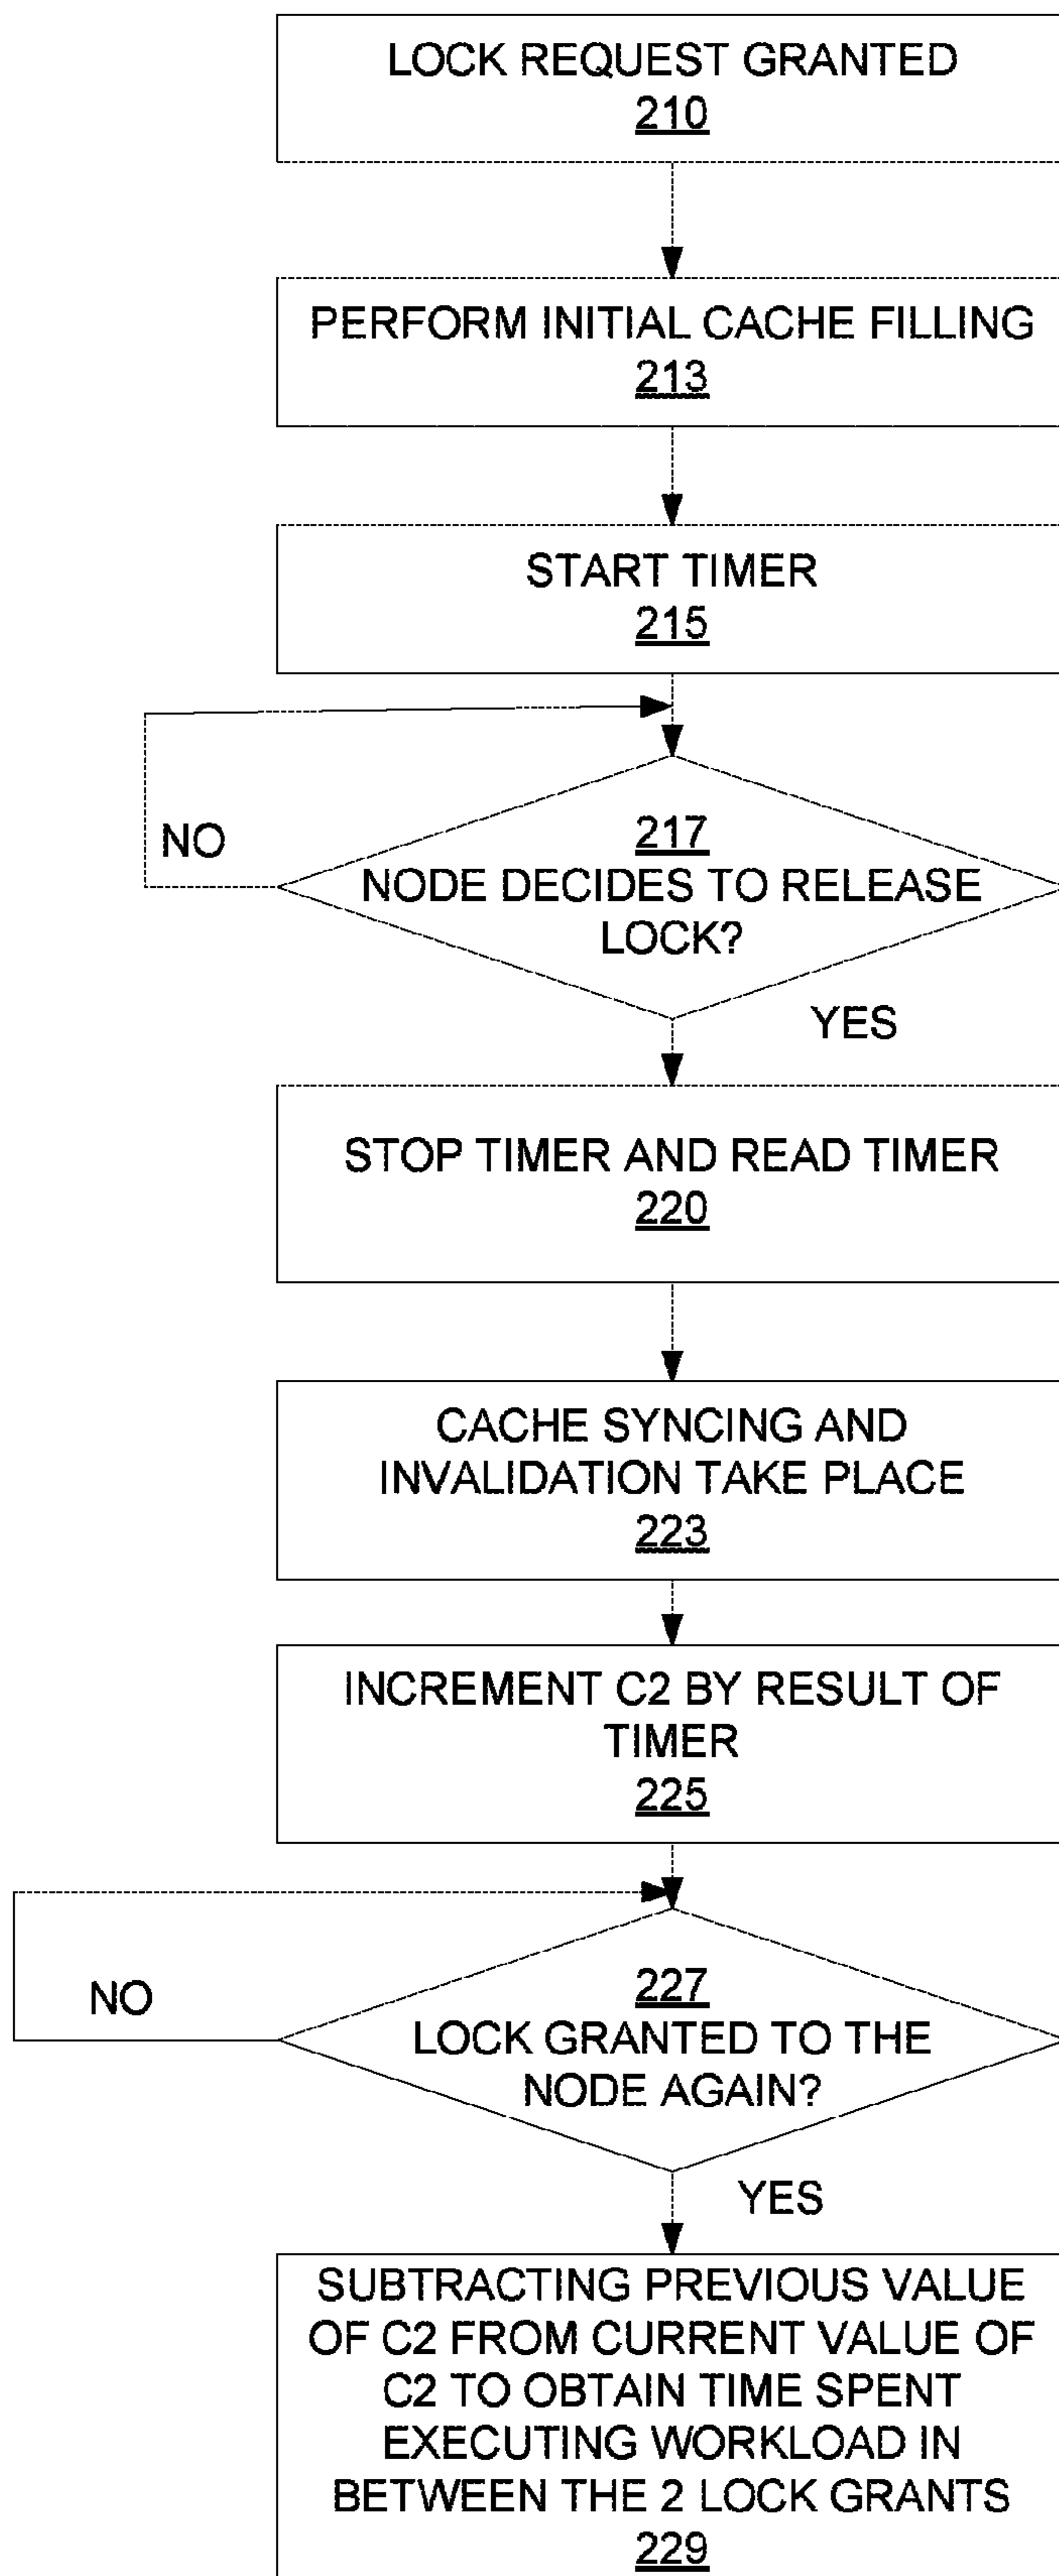 LOCK REQUEST GRANTED
210
PERFORM INITIAL CACHE FILLING
213
START TIMER
215
NO
217
NODE DECIDES TO RELEASE
LOCK?
YES
STOP TIMER AND READ TIMER
220
CACHE SYNCING AND
INVALIDATION TAKE PLACE
223
INCREMENT C2 BY RESULT OF
TIMER
225
NO
227
LOCK GRANTED TO THE
NODE AGAIN?
YES
SUBTRACTING PREVIOUS VALUE
OF C2 FROM CURRENT VALUE OF
C2 TO OBTAIN TIME SPENT
EXECUTING WORKLOAD IN
BETWEEN THE 2 LOCK GRANTS
229